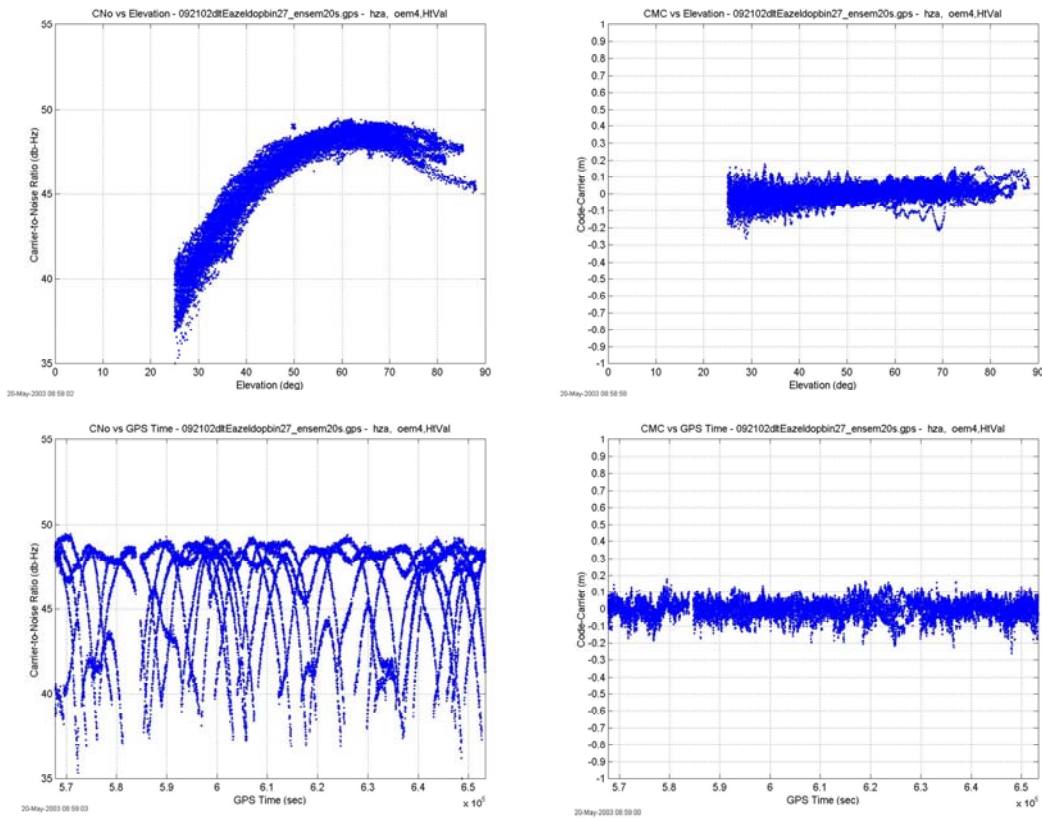 CNo vs Elevation - 092102dltEazeldopbin27_ensem20s.gps - hza, oem4,HtVal
55
50
45
40
35
Carrier-to-Noise Ratio (db-Hz)
0 10 20 30 40 50 60 70 80 90
Elevation (deg)
20-May-2003 08:59:02
CMC vs Elevation - 092102dltEazeldopbin27_ensem20s.gps - hza, oem4,HtVal
1
0.9
0.8
0.7
0.6
0.5
0.4
0.3
0.2
0.1
0
-0.1
-0.2
-0.3
-0.4
-0.5
-0.6
-0.7
-0.8
-0.9
-1
Code-Carrier (m)
0 10 20 30 40 50 60 70 80 90
Elevation (deg)
20-May-2003 08:58:58
CNo vs GPS Time - 092102dltEazeldopbin27_ensem20s.gps - hza, oem4,HtVal
55
50
45
40
35
Carrier-to-Noise Ratio (db-Hz)
5.7 5.8 5.9 6 6.1 6.2 6.3 6.4 6.5
GPS Time (sec)
x 10^5
20-May-2003 08:59:03
CMC vs GPS Time - 092102dltEazeldopbin27_ensem20s.gps - hza, oem4,HtVal
1
0.9
0.8
0.7
0.6
0.5
0.4
0.3
0.2
0.1
0
-0.1
-0.2
-0.3
-0.4
-0.5
-0.6
-0.7
-0.8
-0.9
-1
Code-Carrier (m)
5.7 5.8 5.9 6 6.1 6.2 6.3 6.4 6.5
GPS Time (sec)
x 10^5
20-May-2003 08:59:00